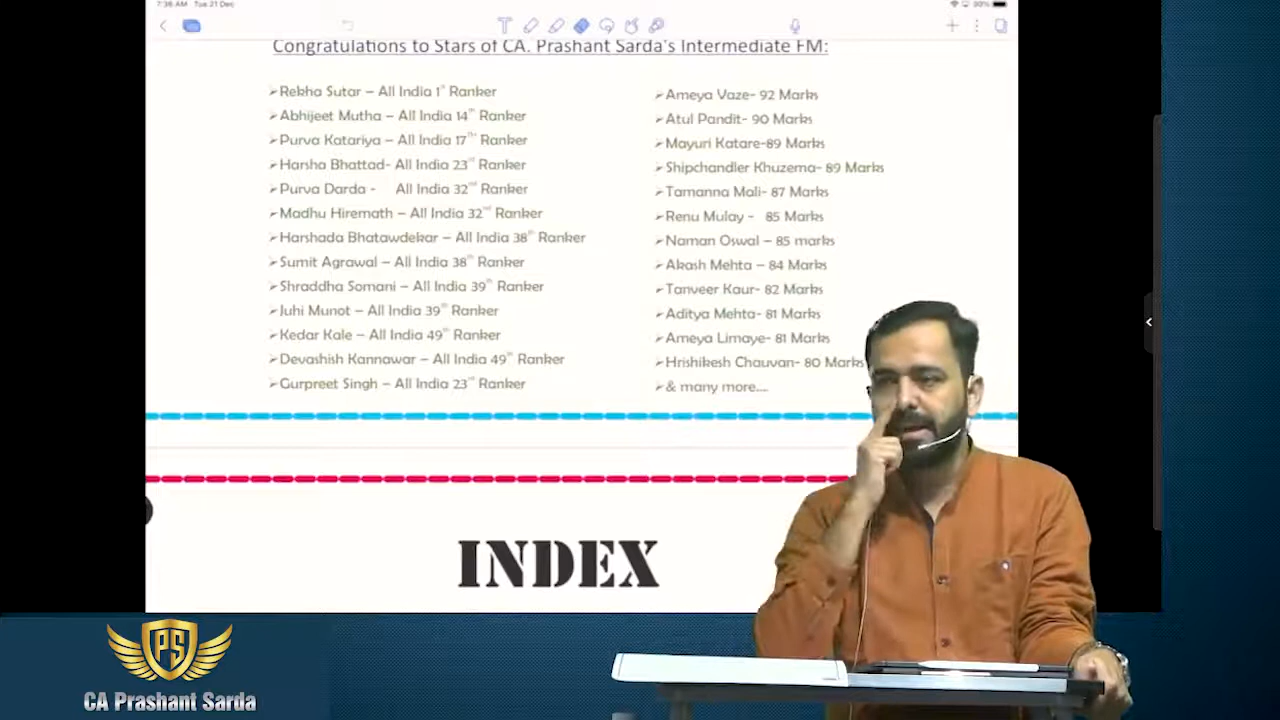 7:36 AM Tue 21 Dec
Congratulations to Stars of CA. Prashant Sarda's Intermediate FM:
➢Rekha Sutar – All India 1st Ranker
➢Abhijeet Mutha – All India 14th Ranker
➢Purva Katariya – All India 17th Ranker
➢Harsha Bhattad- All India 23rd Ranker
➢Purva Darda - All India 32nd Ranker
➢Madhu Hiremath – All India 32nd Ranker
➢Harshada Bhatawdekar – All India 38th Ranker
➢Sumit Agrawal – All India 38th Ranker
➢Shraddha Somani – All India 39th Ranker
➢Juhi Munot – All India 39th Ranker
➢Kedar Kale – All India 49th Ranker
➢Devashish Kannawar – All India 49th Ranker
➢Gurpreet Singh – All India 23rd Ranker
➢Ameya Vaze- 92 Marks
➢Atul Pandit- 90 Marks
➢Mayuri Katare-89 Marks
➢Shipchandler Khuzema- 89 Marks
➢Tamanna Mali- 87 Marks
➢Renu Mulay - 85 Marks
➢Naman Oswal – 85 marks
➢Akash Mehta – 84 Marks
➢Tanveer Kaur- 82 Marks
➢Aditya Mehta- 81 Marks
➢Ameya Limaye- 81 Marks
➢Hrishikesh Chauvan- 80 Marks
➢& many more....
INDEX
PS
CA Prashant Sarda